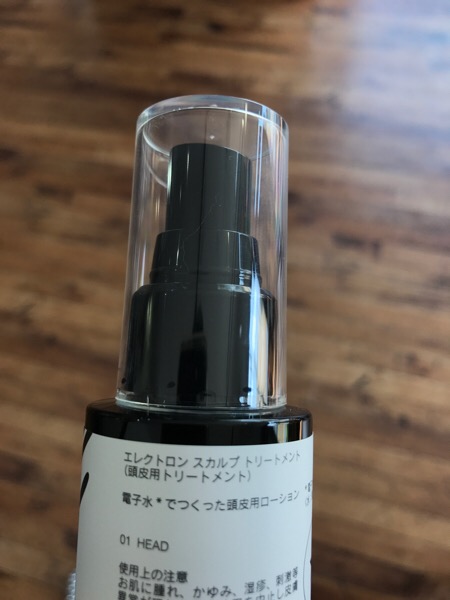 エレクトロン スカルプ トリートメント
(頭皮用トリートメント)
電子水*でつくった頭皮用ローション
01 HEAD
使用上の注意
お肌に腫れ、かゆみ、湿疹、刺激等